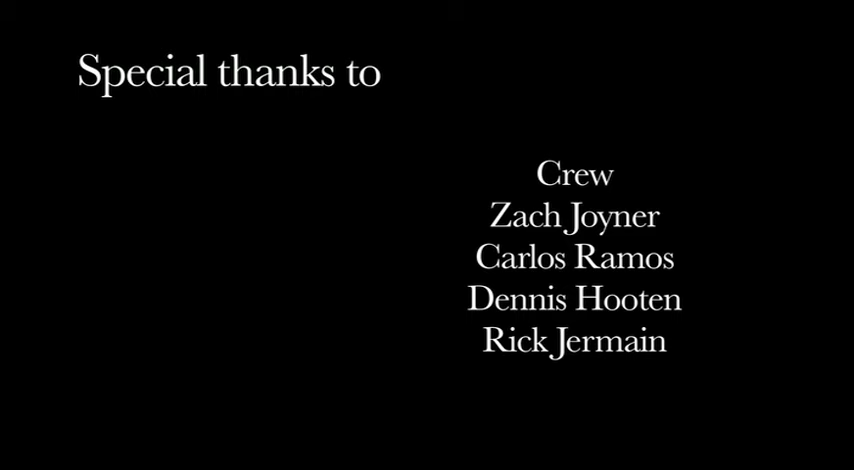 Special thanks to
Crew
Zach Joyner
Carlos Ramos
Dennis Hooten
Rick Jermain